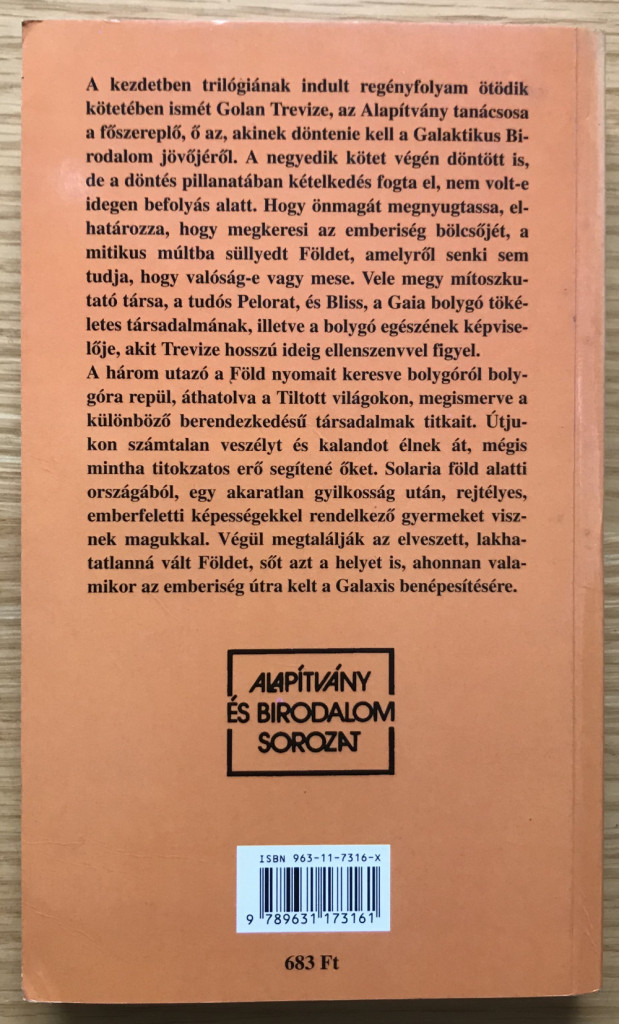 A kezdetben trilógiának indult regényfolyam ötödik
kötetében ismét Golan Trevize, az Alapítvány tanácsosa
a főszereplő, ő az, akinek döntenie kell a Galaktikus Bi-
rodalom jövőjéről. A negyedik kötet végén döntött is,
de a döntés pillanatában kételkedés fogta el, nem volt-e
idegen befolyás alatt. Hogy önmagát megnyugtassa, el-
határozza, hogy megkeresi az emberiség bölcsőjét, a
mitikus múltba süllyedt Földet, amelyről senki sem
tudja, hogy valóság-e vagy mese. Vele megy mítoszku-
tató társa, a tudós Pelorat, és Bliss, a Gaia bolygó töké-
letes társadalmának, illetve a bolygó egészének képvise-
lője, akit Trevize hosszú ideig ellenszenvvel figyel.
A három utazó a Föld nyomait keresve bolygóról boly-
góra repül, áthatolva a Tiltott világokon, megismerve a
különböző berendezkedésű társadalmak titkait. Útju-
kon számtalan veszélyt és kalandot élnek át, mégis
mintha titokzatos erő segítené őket. Solaria föld alatti
országából, egy akaratlan gyilkosság után, rejtélyes,
emberfeletti képességekkel rendelkező gyermeket visz-
nek magukkal. Végül megtalálják az elveszett, lakha-
tatlanná vált Földet, sőt azt a helyet is, ahonnan vala-
mikor az emberiség útra kelt a Galaxis benépesítésére.
ALAPÍTVÁNY
ÉS BIRODALOM
SOROZAT
ISBN 963-11-7316-X
9 789631 173161
683 Ft